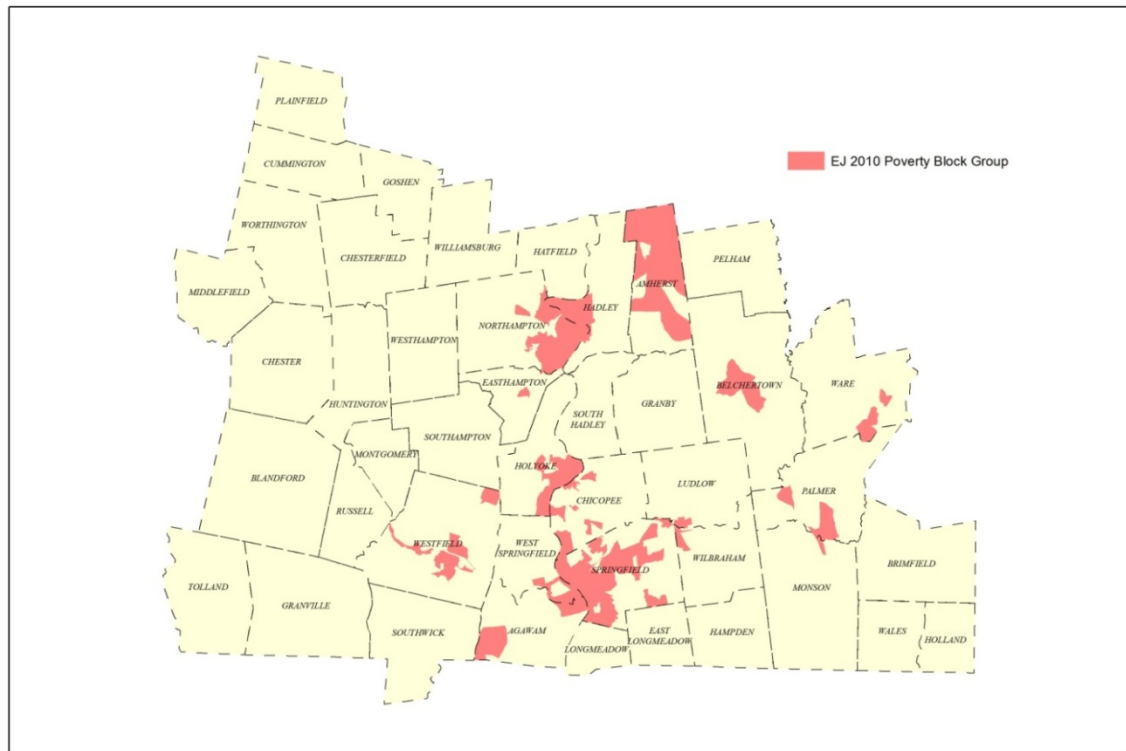 PLAINFIELD
CUMMINGTON
GOSHEN
EJ 2010 Poverty Block Group
WORTHINGTON
CHESTERFIELD
WILLIAMSBURG
HATFIELD
PELHAM
MIDDLEFIELD
AMHERST
HADLEY
NORTHAMPTON
WESTHAMPTON
CHESTER
EASTHAMPTON
BELCHERTOWN
WARE
HUNTINGTON
SOUTH
HADLEY
GRANBY
SOUTHAMPTON
MONTGOMERY
HOLYOKE
BLANDFORD
CHICOPEE
LUDLOW
PALMER
RUSSELL
WESTFIELD
WEST
SPRINGFIELD
SPRINGFIELD
WILBRAHAM
BRIMFIELD
TOLLAND
MONSON
GRANVILLE
SOUTHWICK
AGAWAM
EAST
LONGMEADOW
HAMPDEN
WALES
HOLLAND
LONGMEADOW